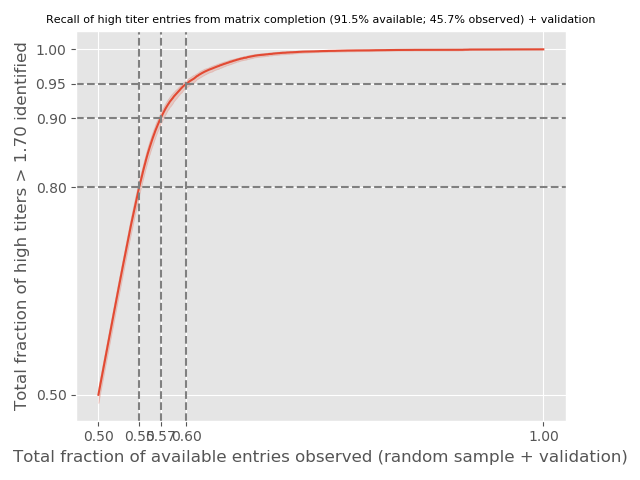 Recall of high titer entries from matrix completion (91.5% available; 45.7% observed) + validation
Total fraction of high titers > 1.70 identified
1.00
0.95
0.90
0.80
0.50
0.50 0.55 0.57 0.60 1.00
Total fraction of available entries observed (random sample + validation)